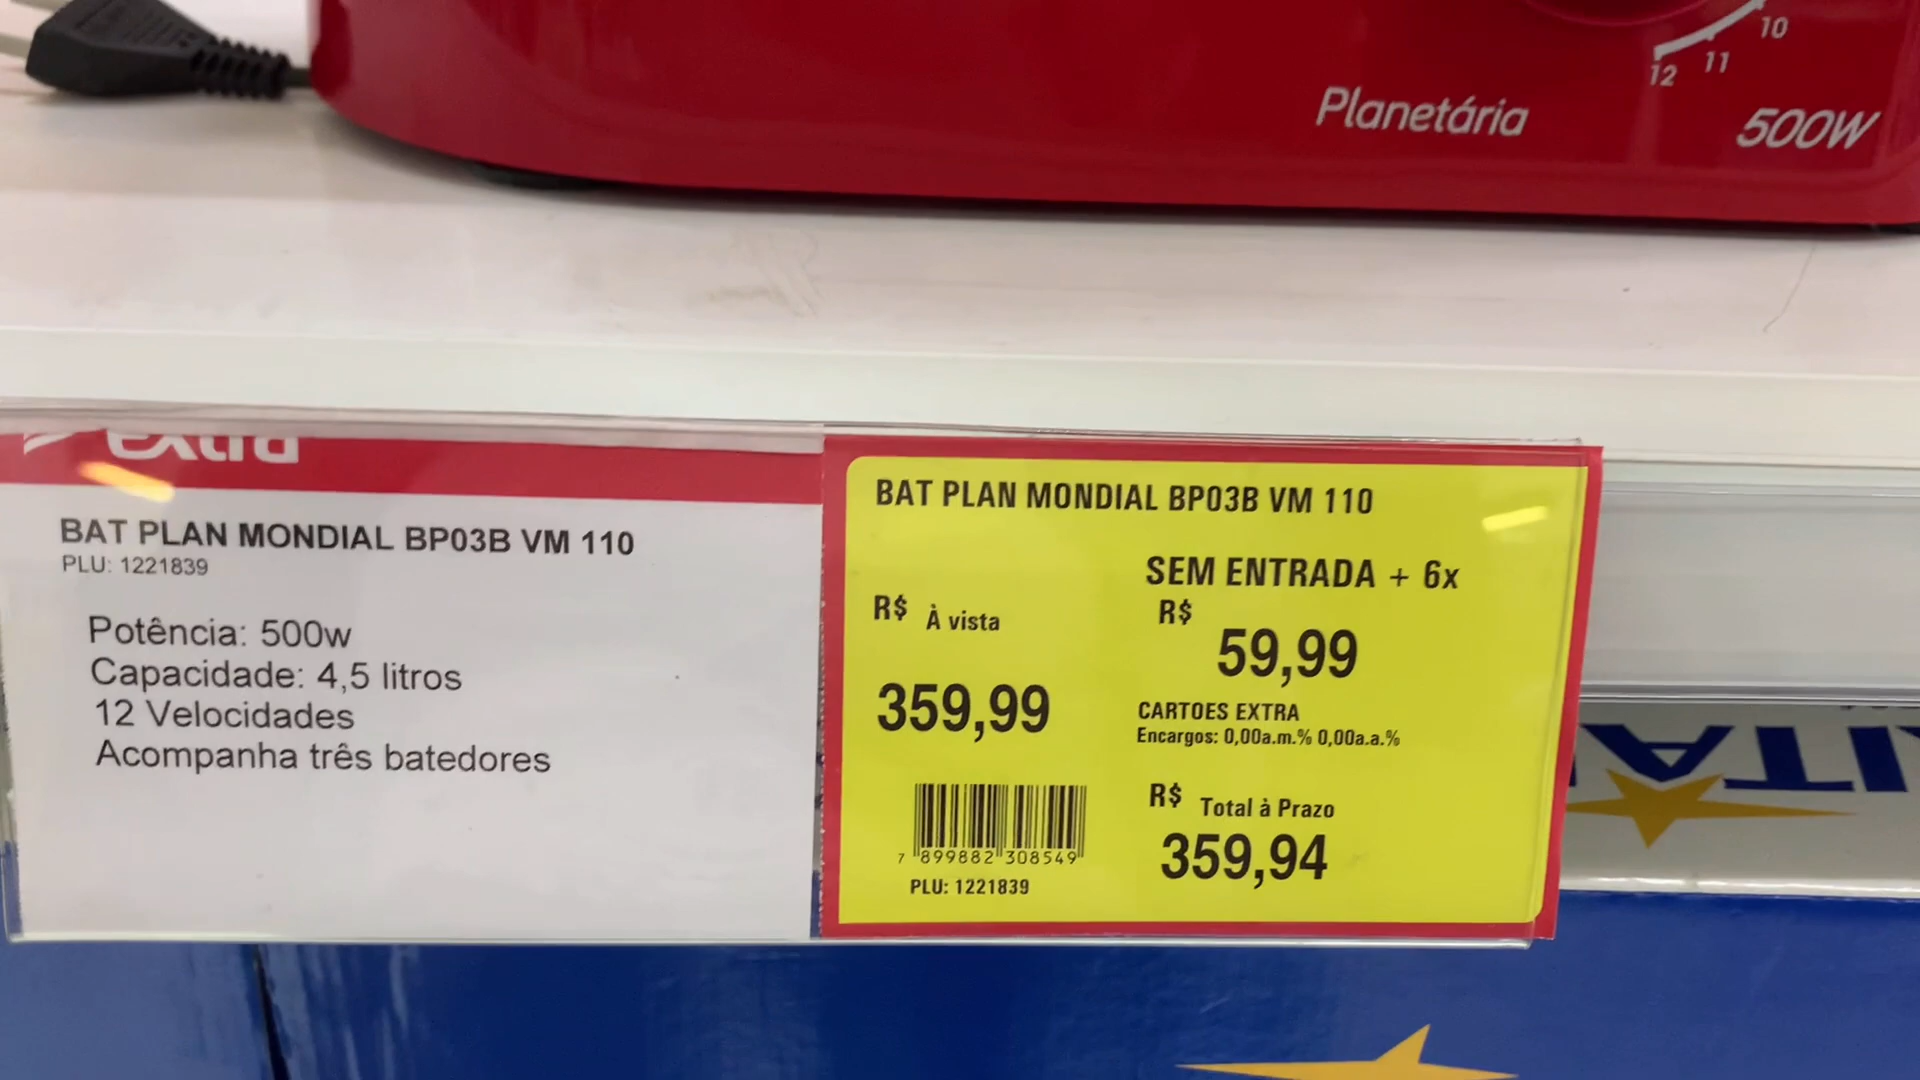 10
11
12
Planetária
500W
extra
BAT PLAN MONDIAL BP03B VM 110
PLU: 1221839
Potência: 500w
Capacidade: 4,5 litros
12 Velocidades
Acompanha três batedores
BAT PLAN MONDIAL BP03B VM 110
SEM ENTRADA + 6x
R$ À vista
R$
59,99
359,99
CARTOES EXTRA
Encargos: 0,00a.m.% 0,00a.a.%
R$ Total à Prazo
359,94
7 899882 308549
PLU: 1221839